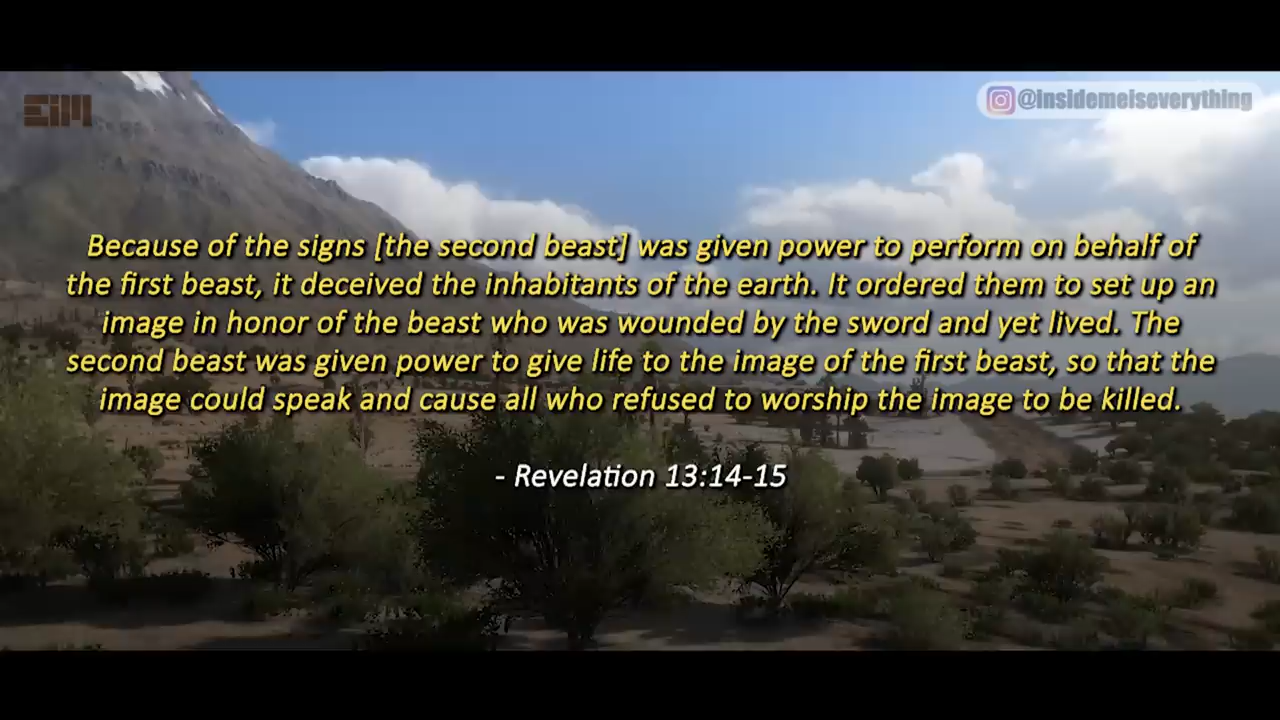 EiM
@insidemeiseverything
Because of the signs [the second beast] was given power to perform on behalf of
the first beast, it deceived the inhabitants of the earth. It ordered them to set up an
image in honor of the beast who was wounded by the sword and yet lived. The
second beast was given power to give life to the image of the first beast, so that the
image could speak and cause all who refused to worship the image to be killed.
- Revelation 13:14-15